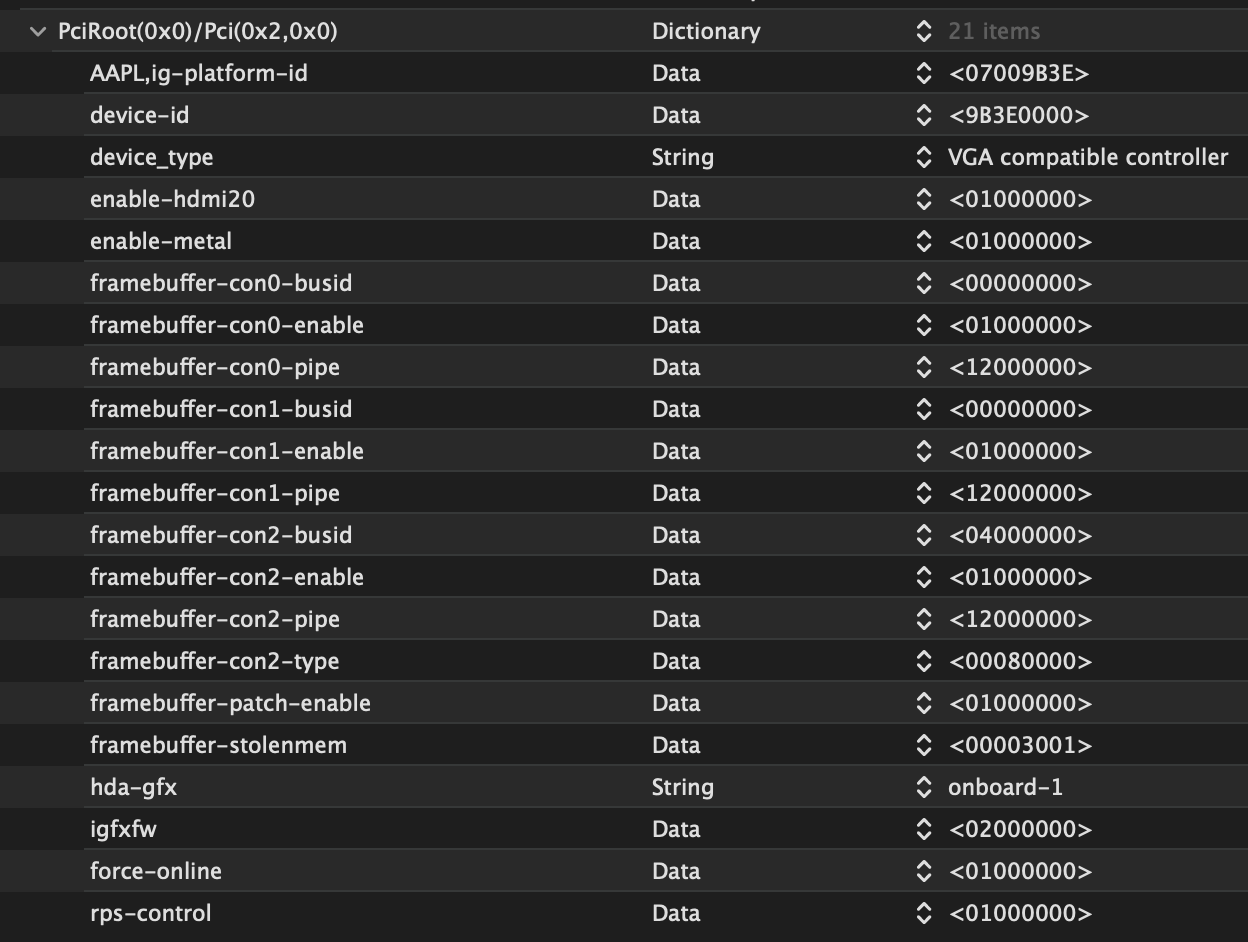 PciRoot(0x0)/Pci(0x2,0x0) Dictionary 21 items
AAPL,ig-platform-id Data <07009B3E>
device-id Data <9B3E0000>
device_type String VGA compatible controller
enable-hdmi20 Data <01000000>
enable-metal Data <01000000>
framebuffer-con0-busid Data <00000000>
framebuffer-con0-enable Data <01000000>
framebuffer-con0-pipe Data <12000000>
framebuffer-con1-busid Data <00000000>
framebuffer-con1-enable Data <01000000>
framebuffer-con1-pipe Data <12000000>
framebuffer-con2-busid Data <04000000>
framebuffer-con2-enable Data <01000000>
framebuffer-con2-pipe Data <12000000>
framebuffer-con2-type Data <00080000>
framebuffer-patch-enable Data <01000000>
framebuffer-stolenmem Data <00003001>
hda-gfx String onboard-1
igfxfw Data <02000000>
force-online Data <01000000>
rps-control Data <01000000>